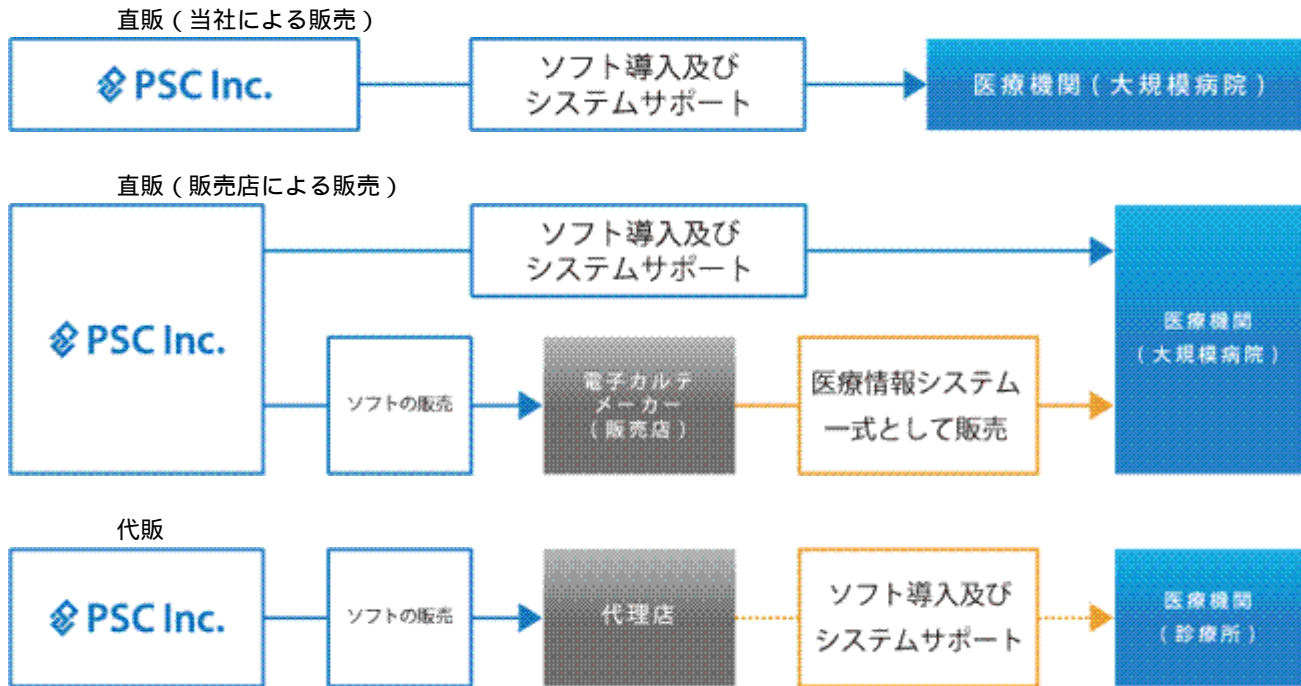 直販（当社による販売）
PSC Inc.
ソフト導入及び
システムサポート
医療機関（大規模病院）
直販（販売店による販売）
PSC Inc.
ソフト導入及び
システムサポート
ソフトの販売
電子カルテ
メーカー
（販売店）
医療情報システム
一式として販売
医療機関
（大規模病院）
代販
PSC Inc.
ソフトの販売
代理店
ソフト導入及び
システムサポート
医療機関
（診療所）